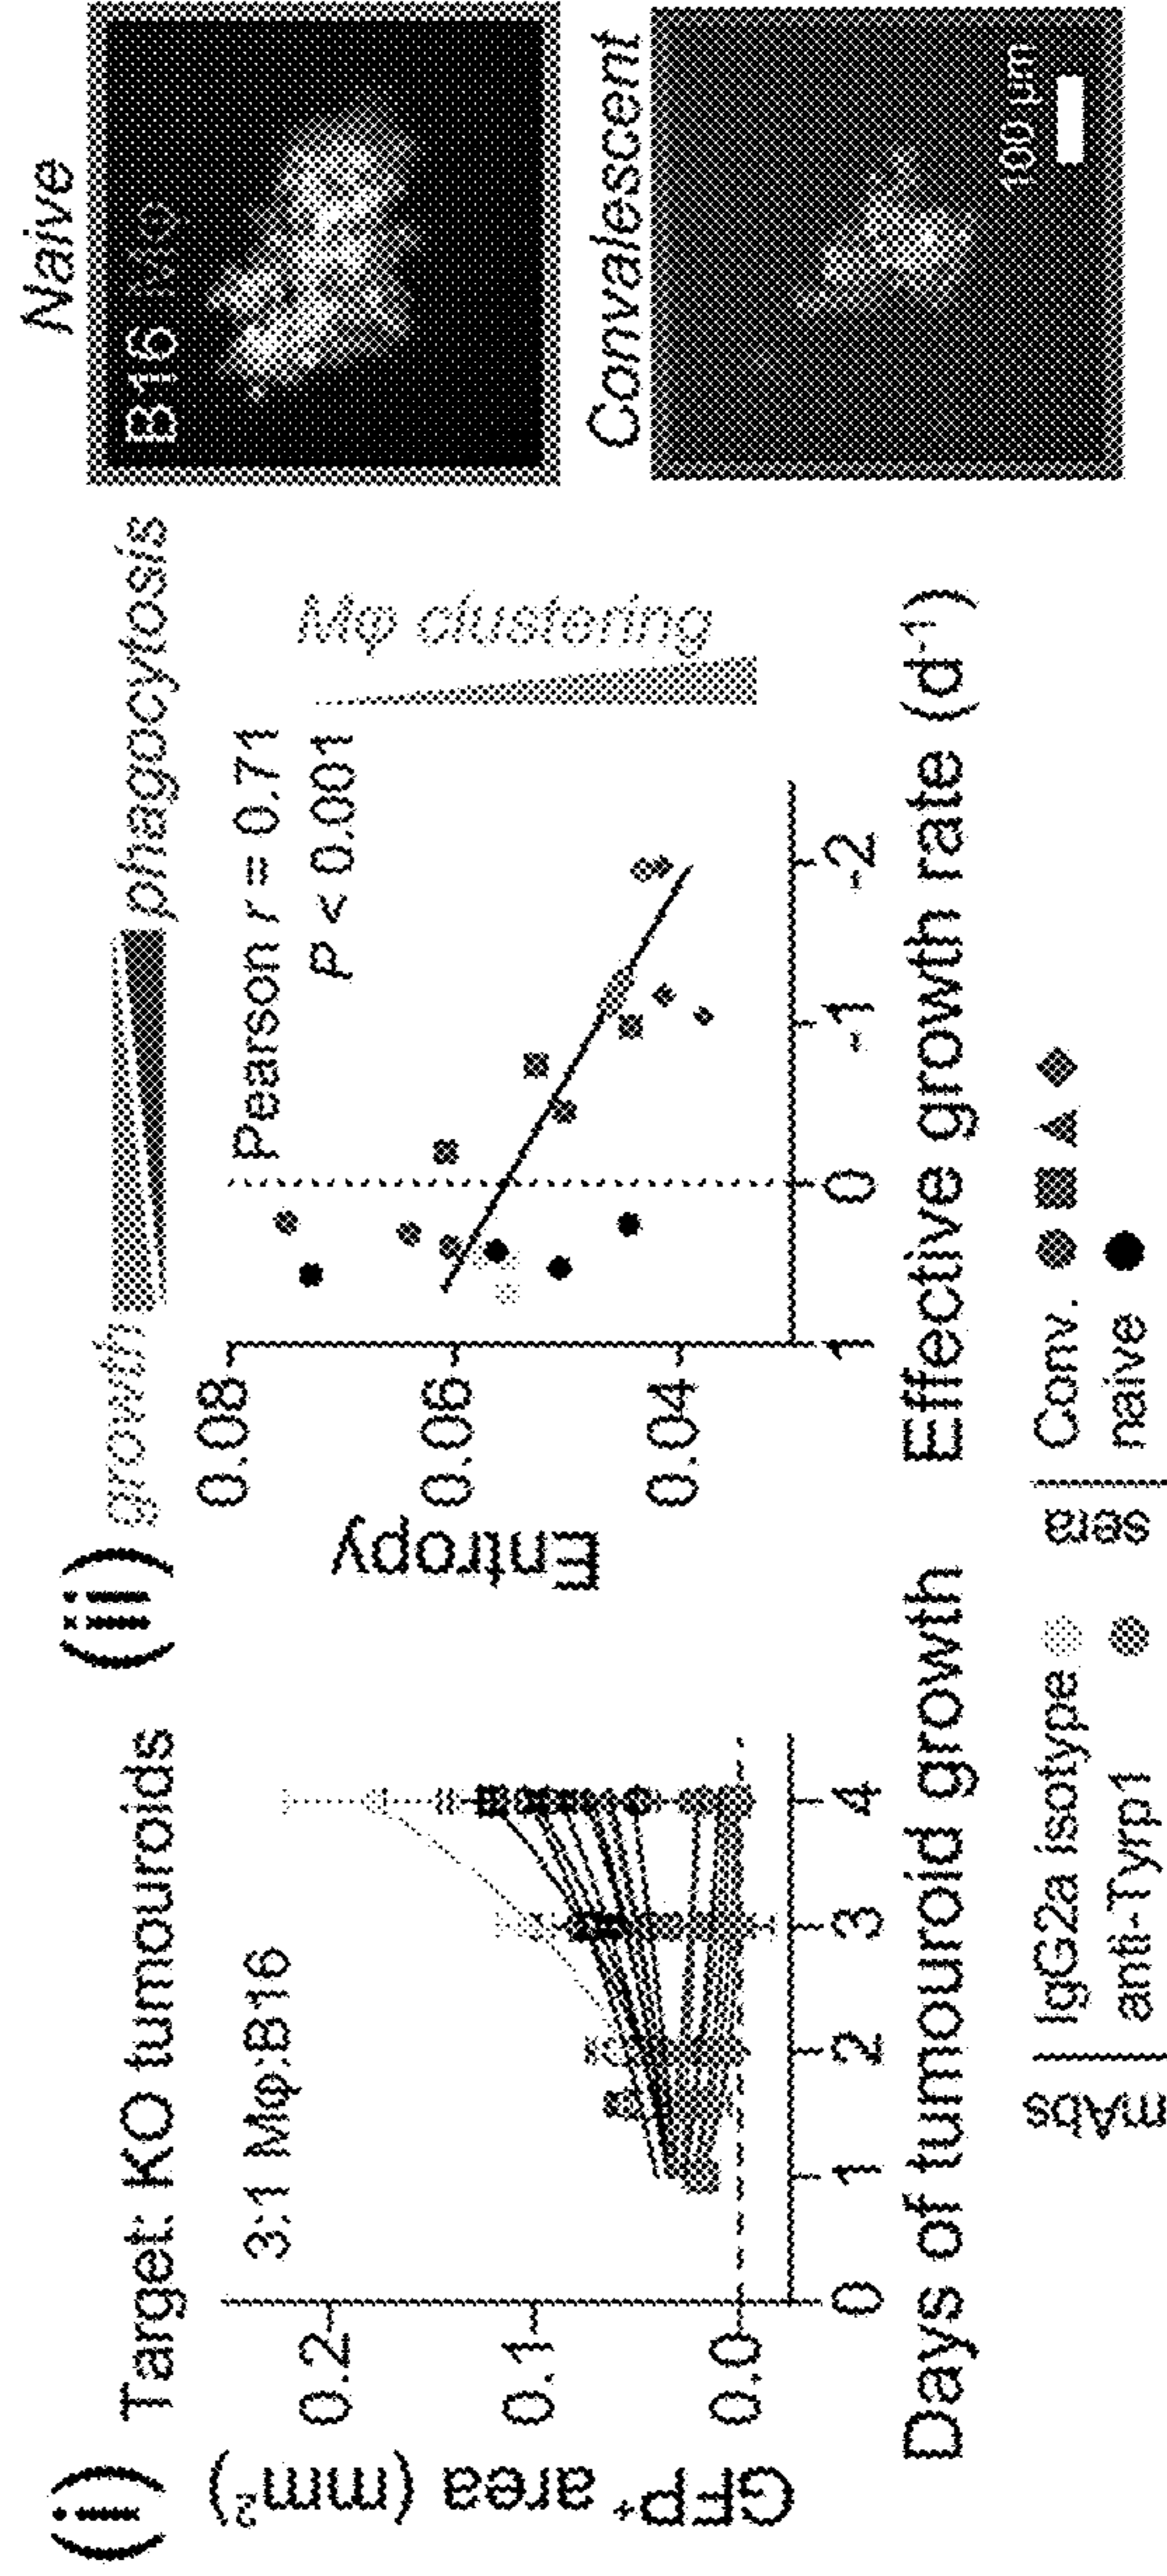 (i) Target: KO tumouroids
3:1 Mφ:B16
GFP⁺ area (mm²)
0.2
0.1
0.0
0 1 2 3 4
Days of tumouroid growth
(ii) growth phagocytosis
Pearson r = 0.71
P < 0.001
Mφ clustering
Entropy
0.08
0.06
0.04
1 0 -1 -2
Effective growth rate (d⁻¹)
mAbs
IgG2a isotype
anti-Tyrp1
sera
Conv.
naive
Naive
B16 Mφ
Convalescent
100 µm